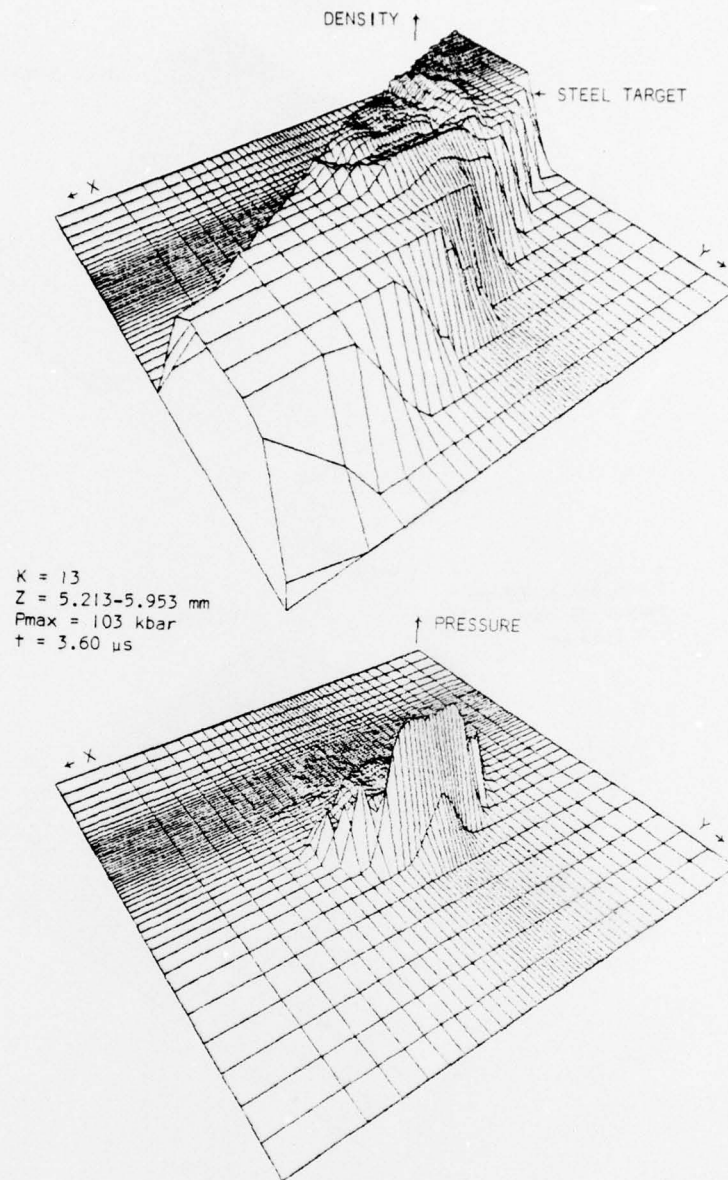 DENSITY ↑
← STEEL TARGET
← X
Y →
K = 13
Z = 5.213-5.953 mm
Pmax = 103 kbar
t = 3.60 µs
↑ PRESSURE
← X
Y →